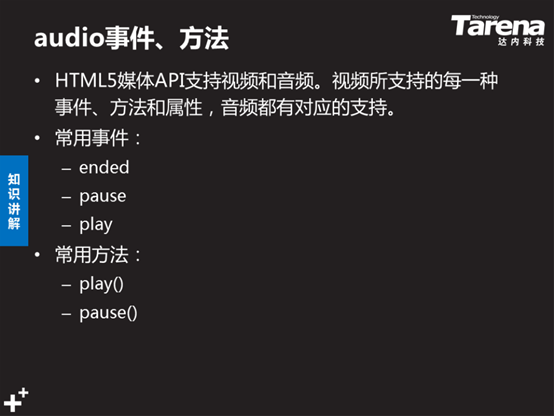 audio事件、方法
Technology
Tarena
达内科技
• HTML5媒体API支持视频和音频。视频所支持的每一种
事件、方法和属性，音频都有对应的支持。
• 常用事件：
– ended
– pause
– play
• 常用方法：
– play()
– pause()
知识讲解